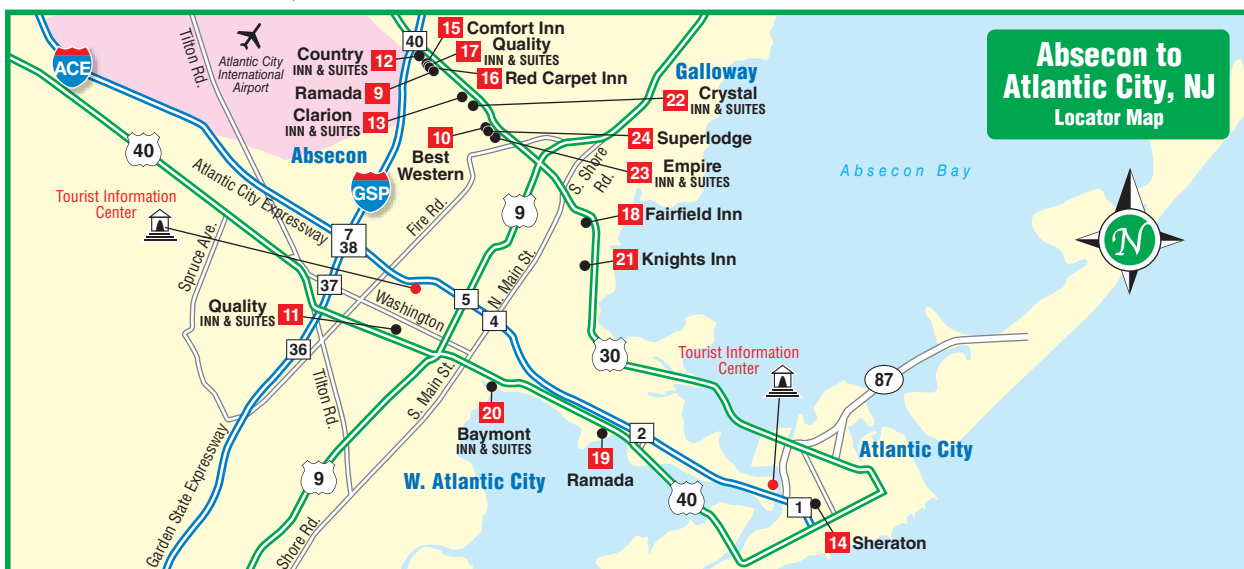 Absecon to
Atlantic City, NJ
Locator Map
15 Comfort Inn
40
17 Quality
INN & SUITES
Country
INN & SUITES
12
16 Red Carpet Inn
Ramada 9
Clarion
INN & SUITES
13
Galloway
22 Crystal
INN & SUITES
10
Best
Western
24 Superlodge
23 Empire
INN & SUITES
Tilton Rd.
Atlantic City
International
Airport
ACE
40
Absecon
GSP
Absecon Bay
S. Shore
Rd.
9
18 Fairfield Inn
21 Knights Inn
N
Tourist Information
Center
Atlantic City Expressway
7
38
Fire Rd.
Spruce Ave.
37
Washington
5
N. Main St.
4
Quality
INN & SUITES
11
36
30
Tourist Information
Center
87
Tilton Rd.
S. Main St.
20
Baymont
INN & SUITES
2
19
Ramada
Atlantic City
W. Atlantic City
9
40
1
14 Sheraton
Garden State Expressway
Shore Rd.